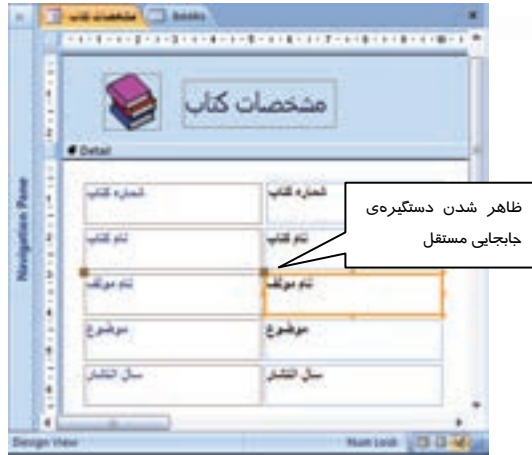 مشخصات کتاب
books
مشخصات کتاب
Detail
Navigation Pane
شماره کتاب
شماره کتاب
نام کتاب
نام کتاب
نام مولف
نام مولف
موضوع
موضوع
سال انتشار
سال انتشار
ظاهر شدن دستگیره‌ی
جابجایی مستقل
Design View
Num Lock